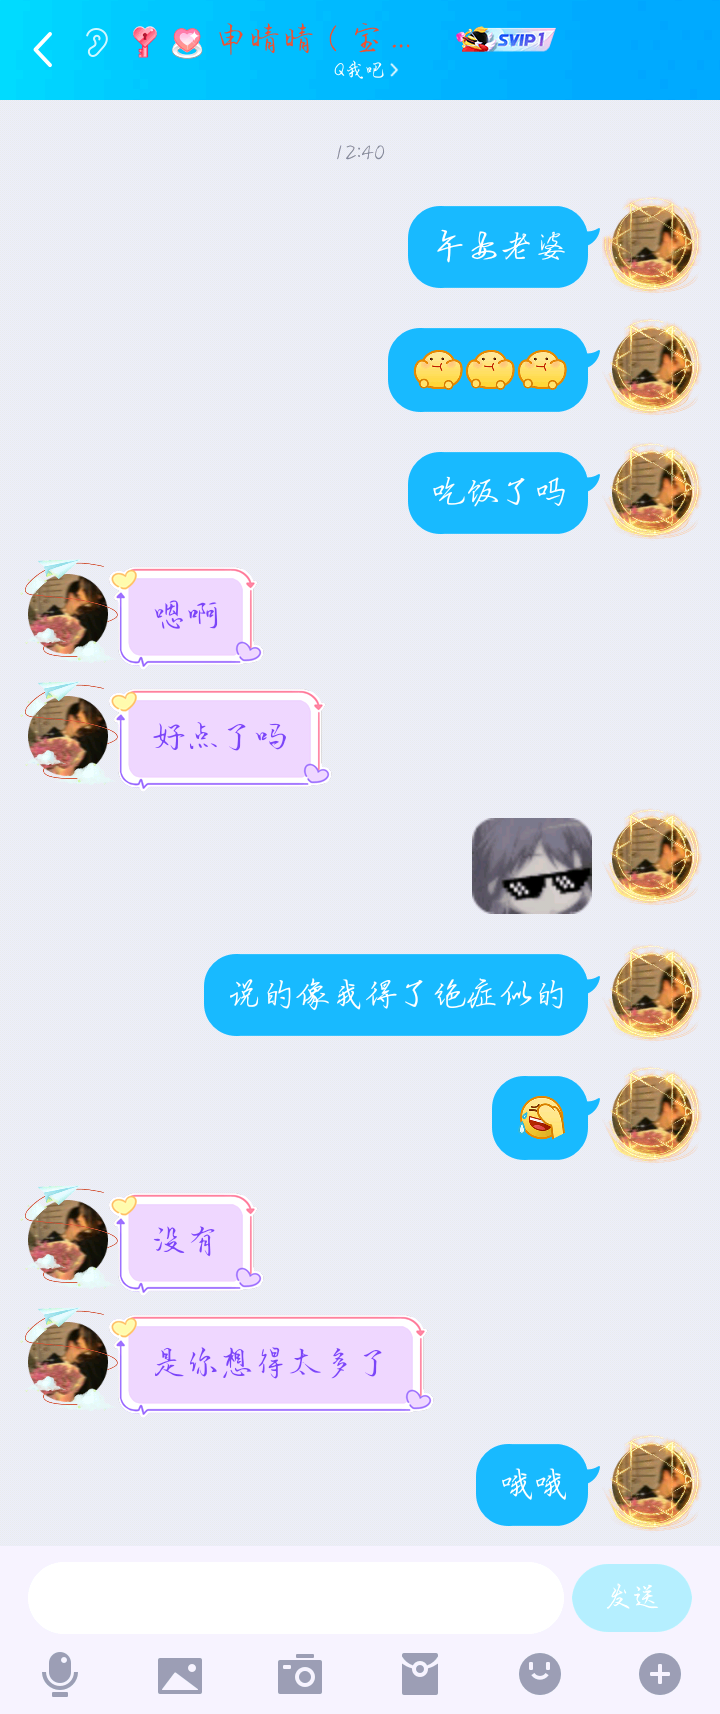 申晴晴（宝...
SVIP1
Q我吧
12:40
午安老婆
吃饭了吗
嗯啊
好点了吗
说的像我得了绝症似的
没有
是你想得太多了
哦哦
发送